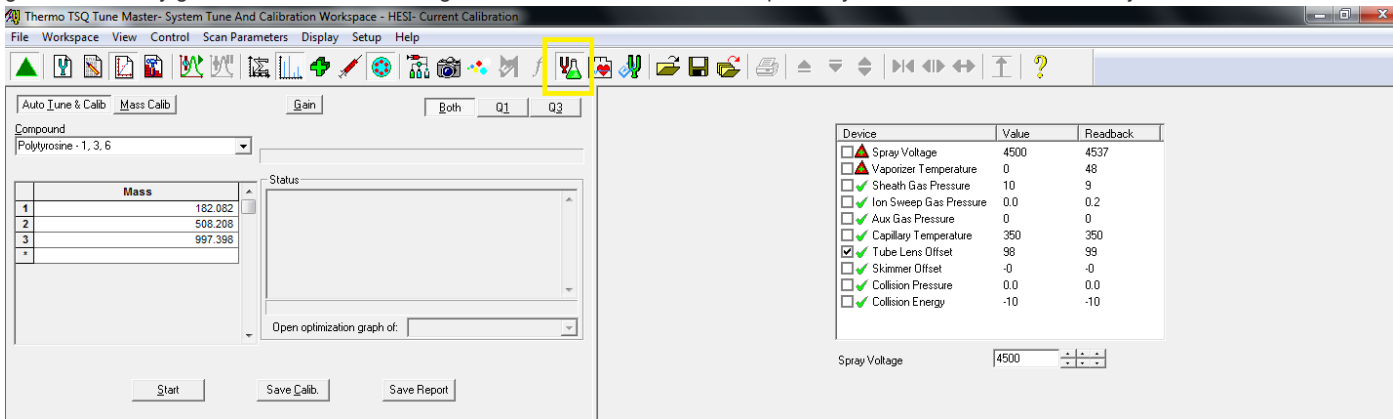 Thermo TSQ Tune Master- System Tune And Calibration Workspace - HESI- Current Calibration
File Workspace View Control Scan Parameters Display Setup Help
Auto Tune & Calib Mass Calib Gain Both Q1 Q3
Compound
Polytyrosine - 1, 3, 6
Mass
1 182.082
2 508.208
3 997.398
*
Status
Open optimization graph of:
Start Save Calib. Save Report
Device Value Readback
Spray Voltage 4500 4537
Vaporizer Temperature 0 48
Sheath Gas Pressure 10 9
Ion Sweep Gas Pressure 0.0 0.2
Aux Gas Pressure 0 0
Capillary Temperature 350 350
Tube Lens Offset 98 99
Skimmer Offset -0 -0
Collision Pressure 0.0 0.0
Collision Energy -10 -10
Spray Voltage 4500